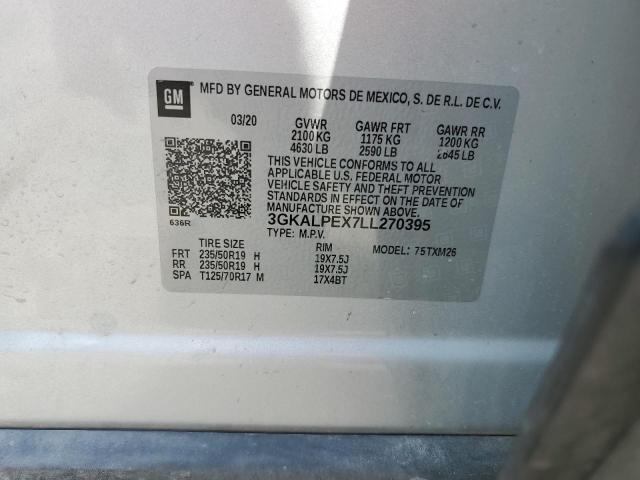 GM
MFD BY GENERAL MOTORS DE MEXICO, S. DE R.L. DE C.V.
03/20 GVWR GAWR FRT GAWR RR
2100 KG 1175 KG 1200 KG
4630 LB 2590 LB 2645 LB
THIS VEHICLE CONFORMS TO ALL
APPLICABLE U.S. FEDERAL MOTOR
VEHICLE SAFETY AND THEFT PREVENTION
STANDARDS IN EFFECT ON THE DATE OF
MANUFACTURE SHOWN ABOVE.
636R
3GKALPEX7LL270395
TYPE: M.P.V.
TIRE SIZE RIM MODEL: 75TXM26
FRT 235/50R19 H 19X7.5J
RR 235/50R19 H 19X7.5J
SPA T125/70R17 M 17X4BT